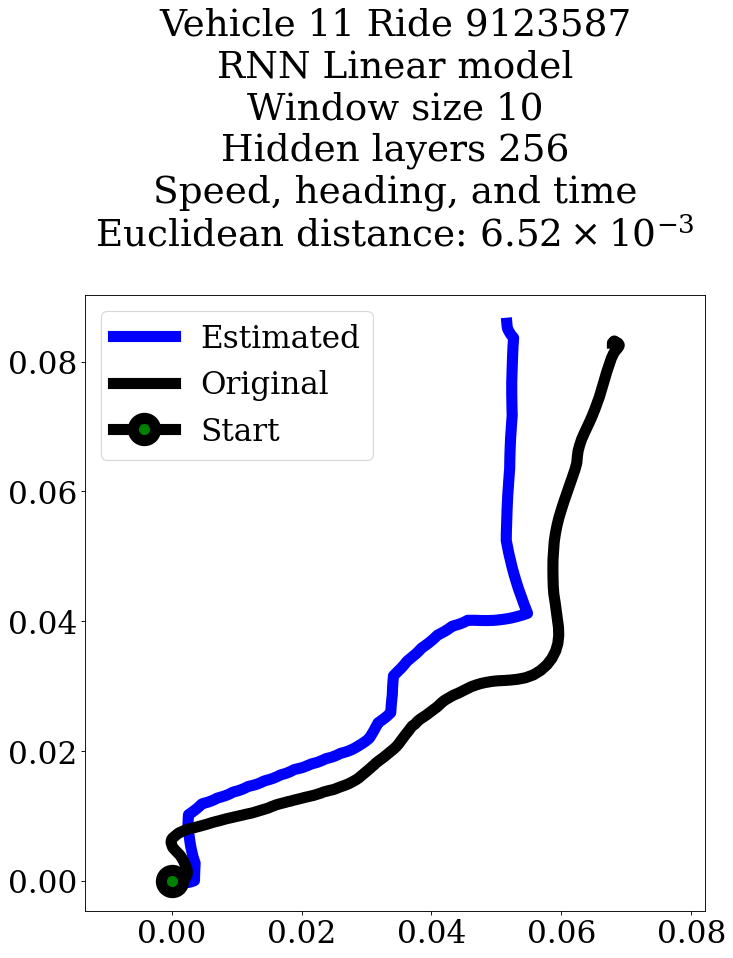 Vehicle 11 Ride 9123587
RNN Linear model
Window size 10
Hidden layers 256
Speed, heading, and time
Euclidean distance: 6.52 × 10⁻³
Estimated
Original
Start
0.08
0.06
0.04
0.02
0.00
0.00 0.02 0.04 0.06 0.08